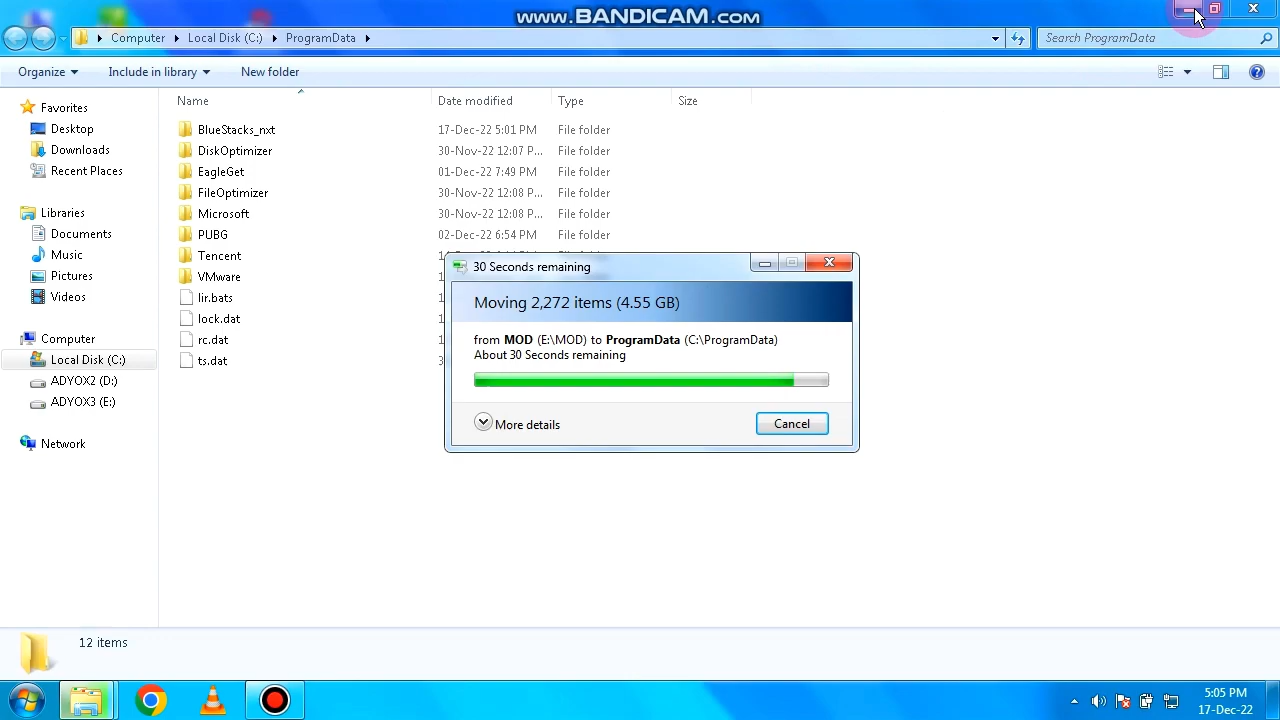 www.BANDICAM.com
Computer Local Disk (C:) ProgramData
Search ProgramData
Organize Include in library New folder
Name Date modified Type Size
Favorites
Desktop
Downloads
Recent Places
Libraries
Documents
Music
Pictures
Videos
Computer
Local Disk (C:)
ADYOX2 (D:)
ADYOX3 (E:)
Network
BlueStacks_nxt 17-Dec-22 5:01 PM File folder
DiskOptimizer 30-Nov-22 12:07 P... File folder
EagleGet 01-Dec-22 7:49 PM File folder
FileOptimizer 30-Nov-22 12:08 P... File folder
Microsoft 30-Nov-22 12:08 P... File folder
PUBG 02-Dec-22 6:54 PM File folder
Tencent
VMware
lir.bats
lock.dat
rc.dat
ts.dat
30 Seconds remaining
Moving 2,272 items (4.55 GB)
from MOD (E:\MOD) to ProgramData (C:\ProgramData)
About 30 Seconds remaining
More details
Cancel
12 items
5:05 PM
17-Dec-22